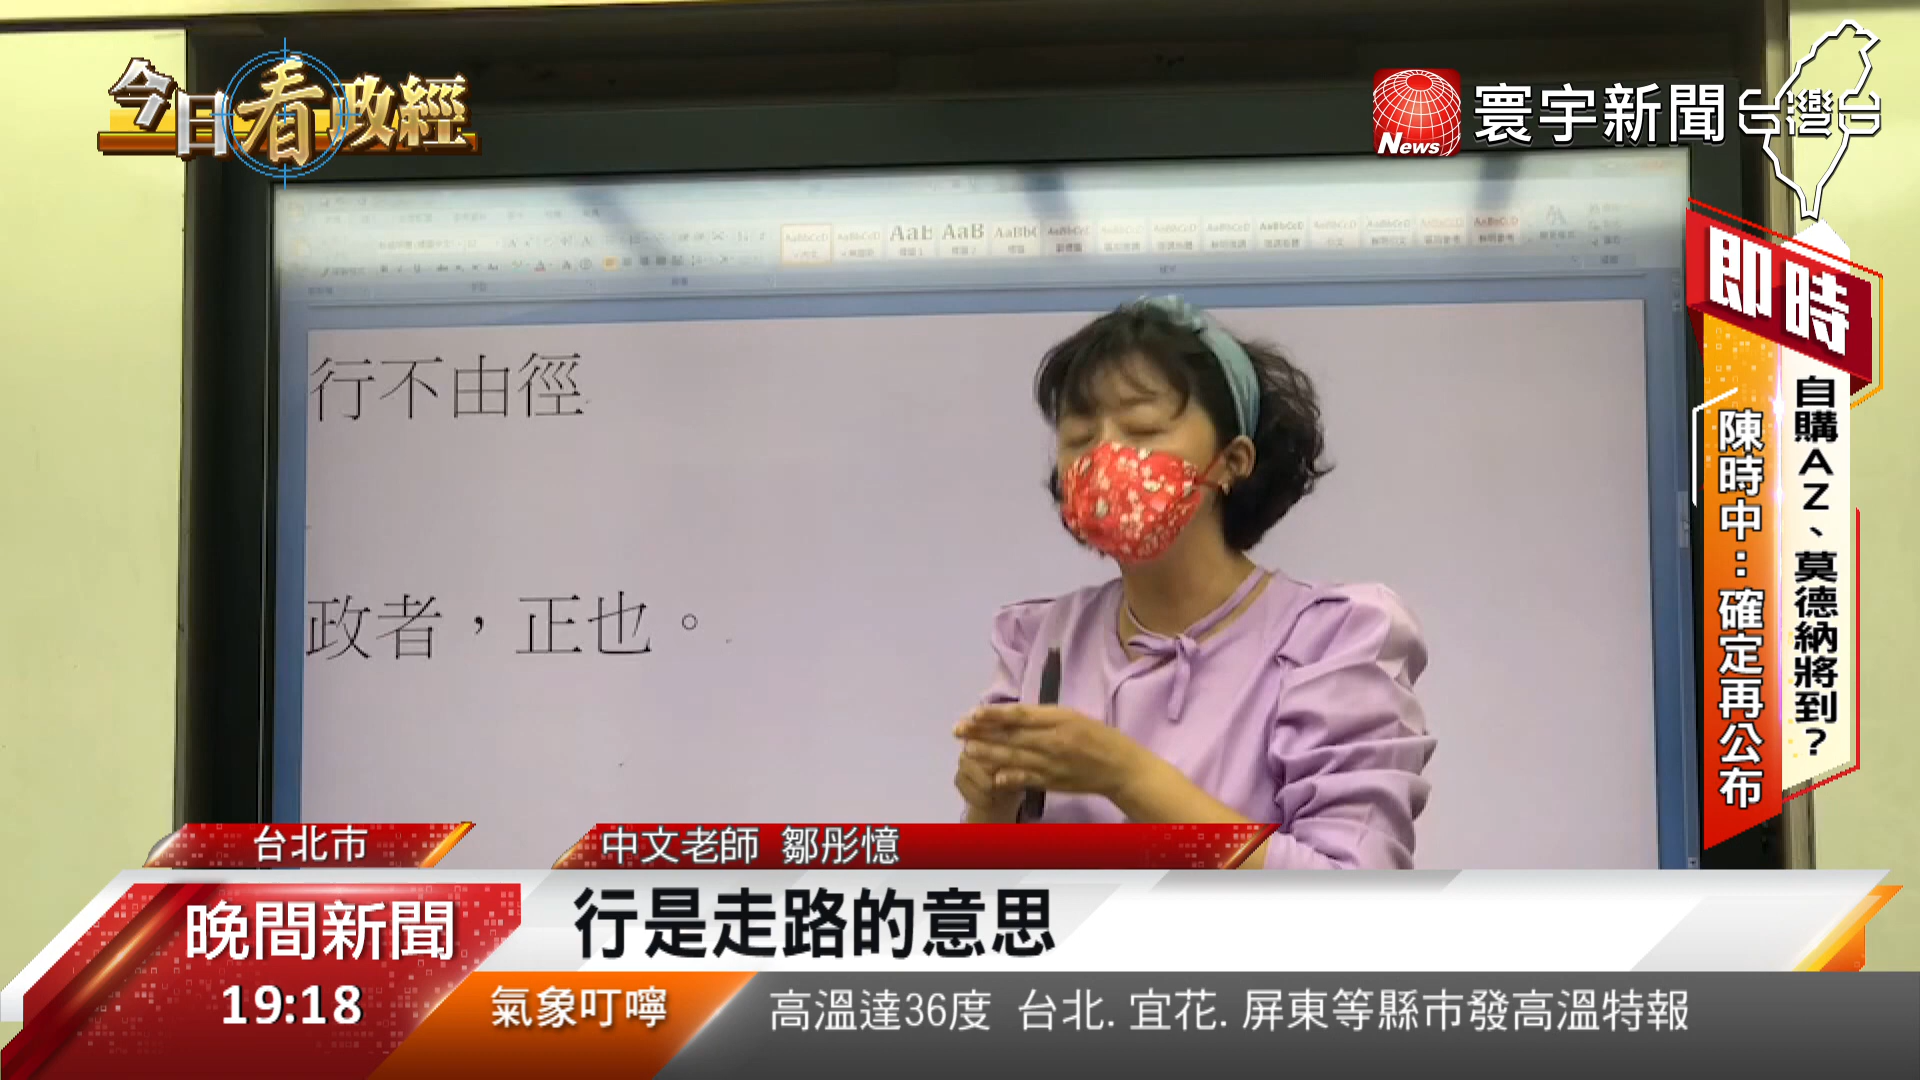 今日看政經
News
寰宇新聞
台灣
即時
自購AZ、莫德納將到?
陳時中:確定再公布
AaBbCcD
AaBbC
行不由徑
政者，正也。
台北市
中文老師 鄒彤憶
晚間新聞
行是走路的意思
19:18
氣象叮嚀
高溫達36度 台北.宜花.屏東等縣市發高溫特報